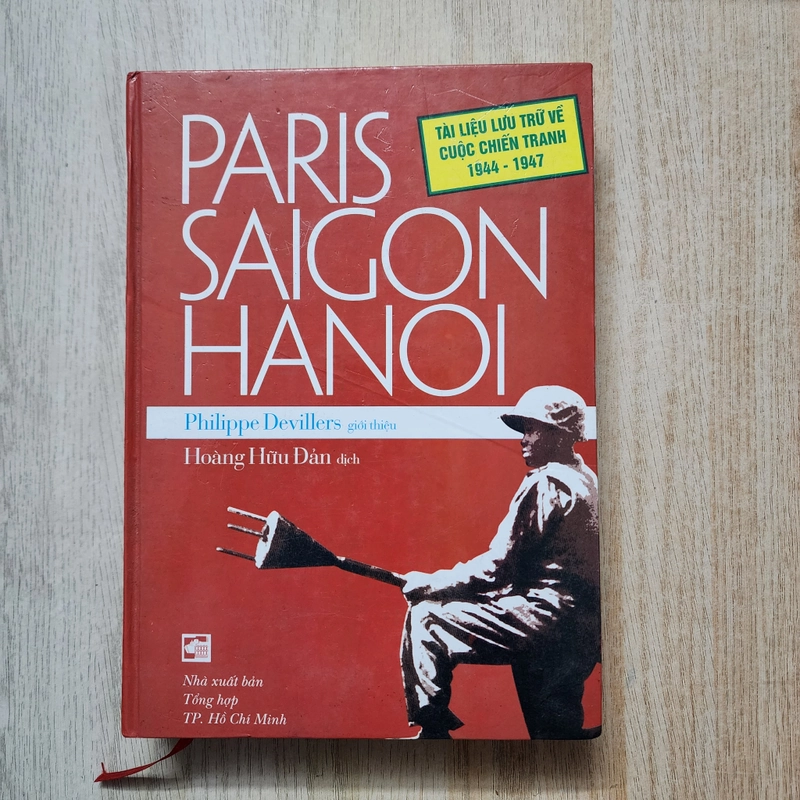 TÀI LIỆU LƯU TRỮ VỀ
CUỘC CHIẾN TRANH
1944 - 1947
PARIS
SAIGON
HANOI
Philippe Devillers giới thiệu
Hoàng Hữu Đản dịch
Nhà xuất bản
Tổng hợp
TP. Hồ Chí Minh